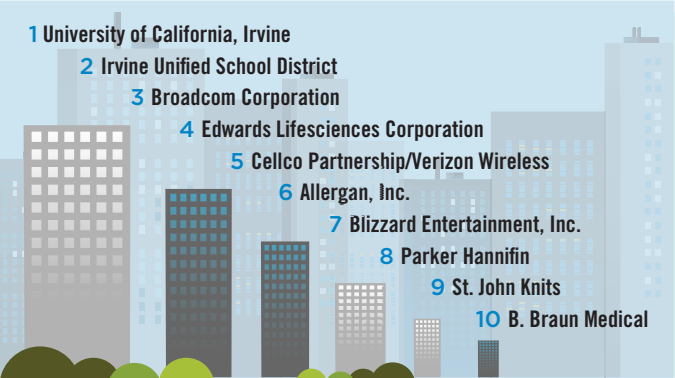 1 University of California, Irvine
2 Irvine Unified School District
3 Broadcom Corporation
4 Edwards Lifesciences Corporation
5 Cellco Partnership/Verizon Wireless
6 Allergan, Inc.
7 Blizzard Entertainment, Inc.
8 Parker Hannifin
9 St. John Knits
10 B. Braun Medical